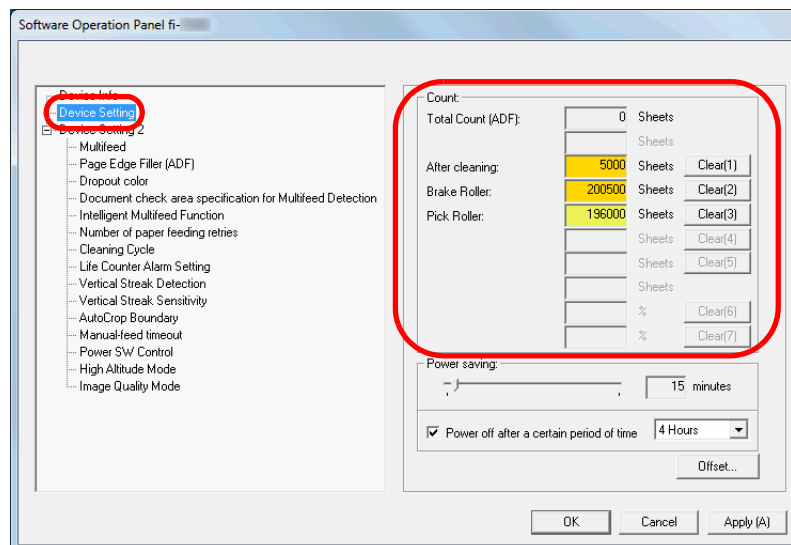 Software Operation Panel fi-
Device Info
Device Setting
Device Setting 2
Multifeed
Page Edge Filler (ADF)
Dropout color
Document check area specification for Multifeed Detection
Intelligent Multifeed Function
Number of paper feeding retries
Cleaning Cycle
Life Counter Alarm Setting
Vertical Streak Detection
Vertical Streak Sensitivity
AutoCrop Boundary
Manual-feed timeout
Power SW Control
High Altitude Mode
Image Quality Mode
Count:
Total Count (ADF): 0 Sheets
Sheets
After cleaning: 5000 Sheets Clear(1)
Brake Roller: 200500 Sheets Clear(2)
Pick Roller: 196000 Sheets Clear(3)
Sheets Clear(4)
Sheets Clear(5)
Sheets
% Clear(6)
% Clear(7)
Power saving:
15 minutes
Power off after a certain period of time 4 Hours
Offset...
OK Cancel Apply (A)